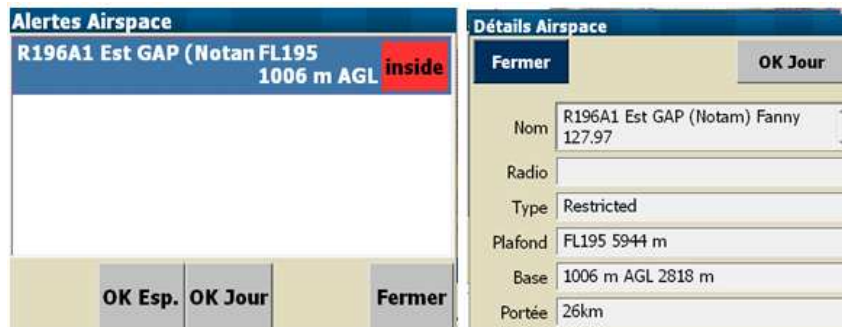 Alertes Airspace
R196A1 Est GAP (Notan FL195
1006 m AGL
inside
OK Esp.
OK Jour
Fermer
Détails Airspace
Fermer
OK Jour
Nom
R196A1 Est GAP (Notam) Fanny
127.97
Radio
Type
Restricted
Plafond
FL195 5944 m
Base
1006 m AGL 2818 m
Portée
26km